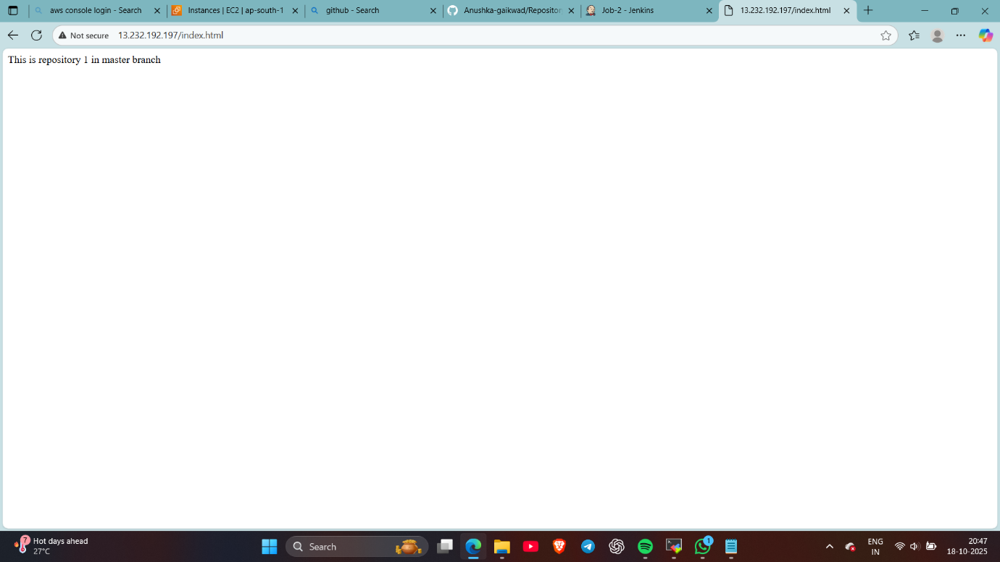 aws console login - Search
Instances | EC2 | ap-south-1
github - Search
Anushka-gaikwad/Repositor
Job-2 - Jenkins
13.232.192.197/index.html
Not secure
13.232.192.197/index.html
This is repository 1 in master branch
7
Hot days ahead
27°C
Search
1
ENG
IN
20:47
18-10-2025